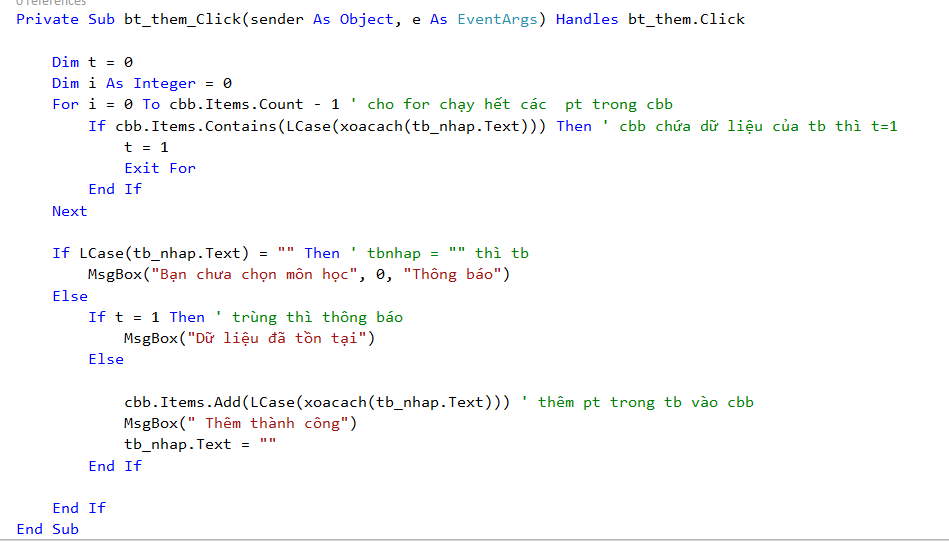 0 references
Private Sub bt_them_Click(sender As Object, e As EventArgs) Handles bt_them.Click
Dim t = 0
Dim i As Integer = 0
For i = 0 To cbb.Items.Count - 1 ' cho for chạy hết các  pt trong cbb
If cbb.Items.Contains(LCase(xoacach(tb_nhap.Text))) Then ' cbb chứa dữ liệu của tb thì t=1
t = 1
Exit For
End If
Next
If LCase(tb_nhap.Text) = "" Then ' tbnhap = "" thì tb
MsgBox("Bạn chưa chọn môn học", 0, "Thông báo")
Else
If t = 1 Then ' trùng thì thông báo
MsgBox("Dữ liệu đã tồn tại")
Else
cbb.Items.Add(LCase(xoacach(tb_nhap.Text))) ' thêm pt trong tb vào cbb
MsgBox(" Thêm thành công")
tb_nhap.Text = ""
End If
End If
End Sub